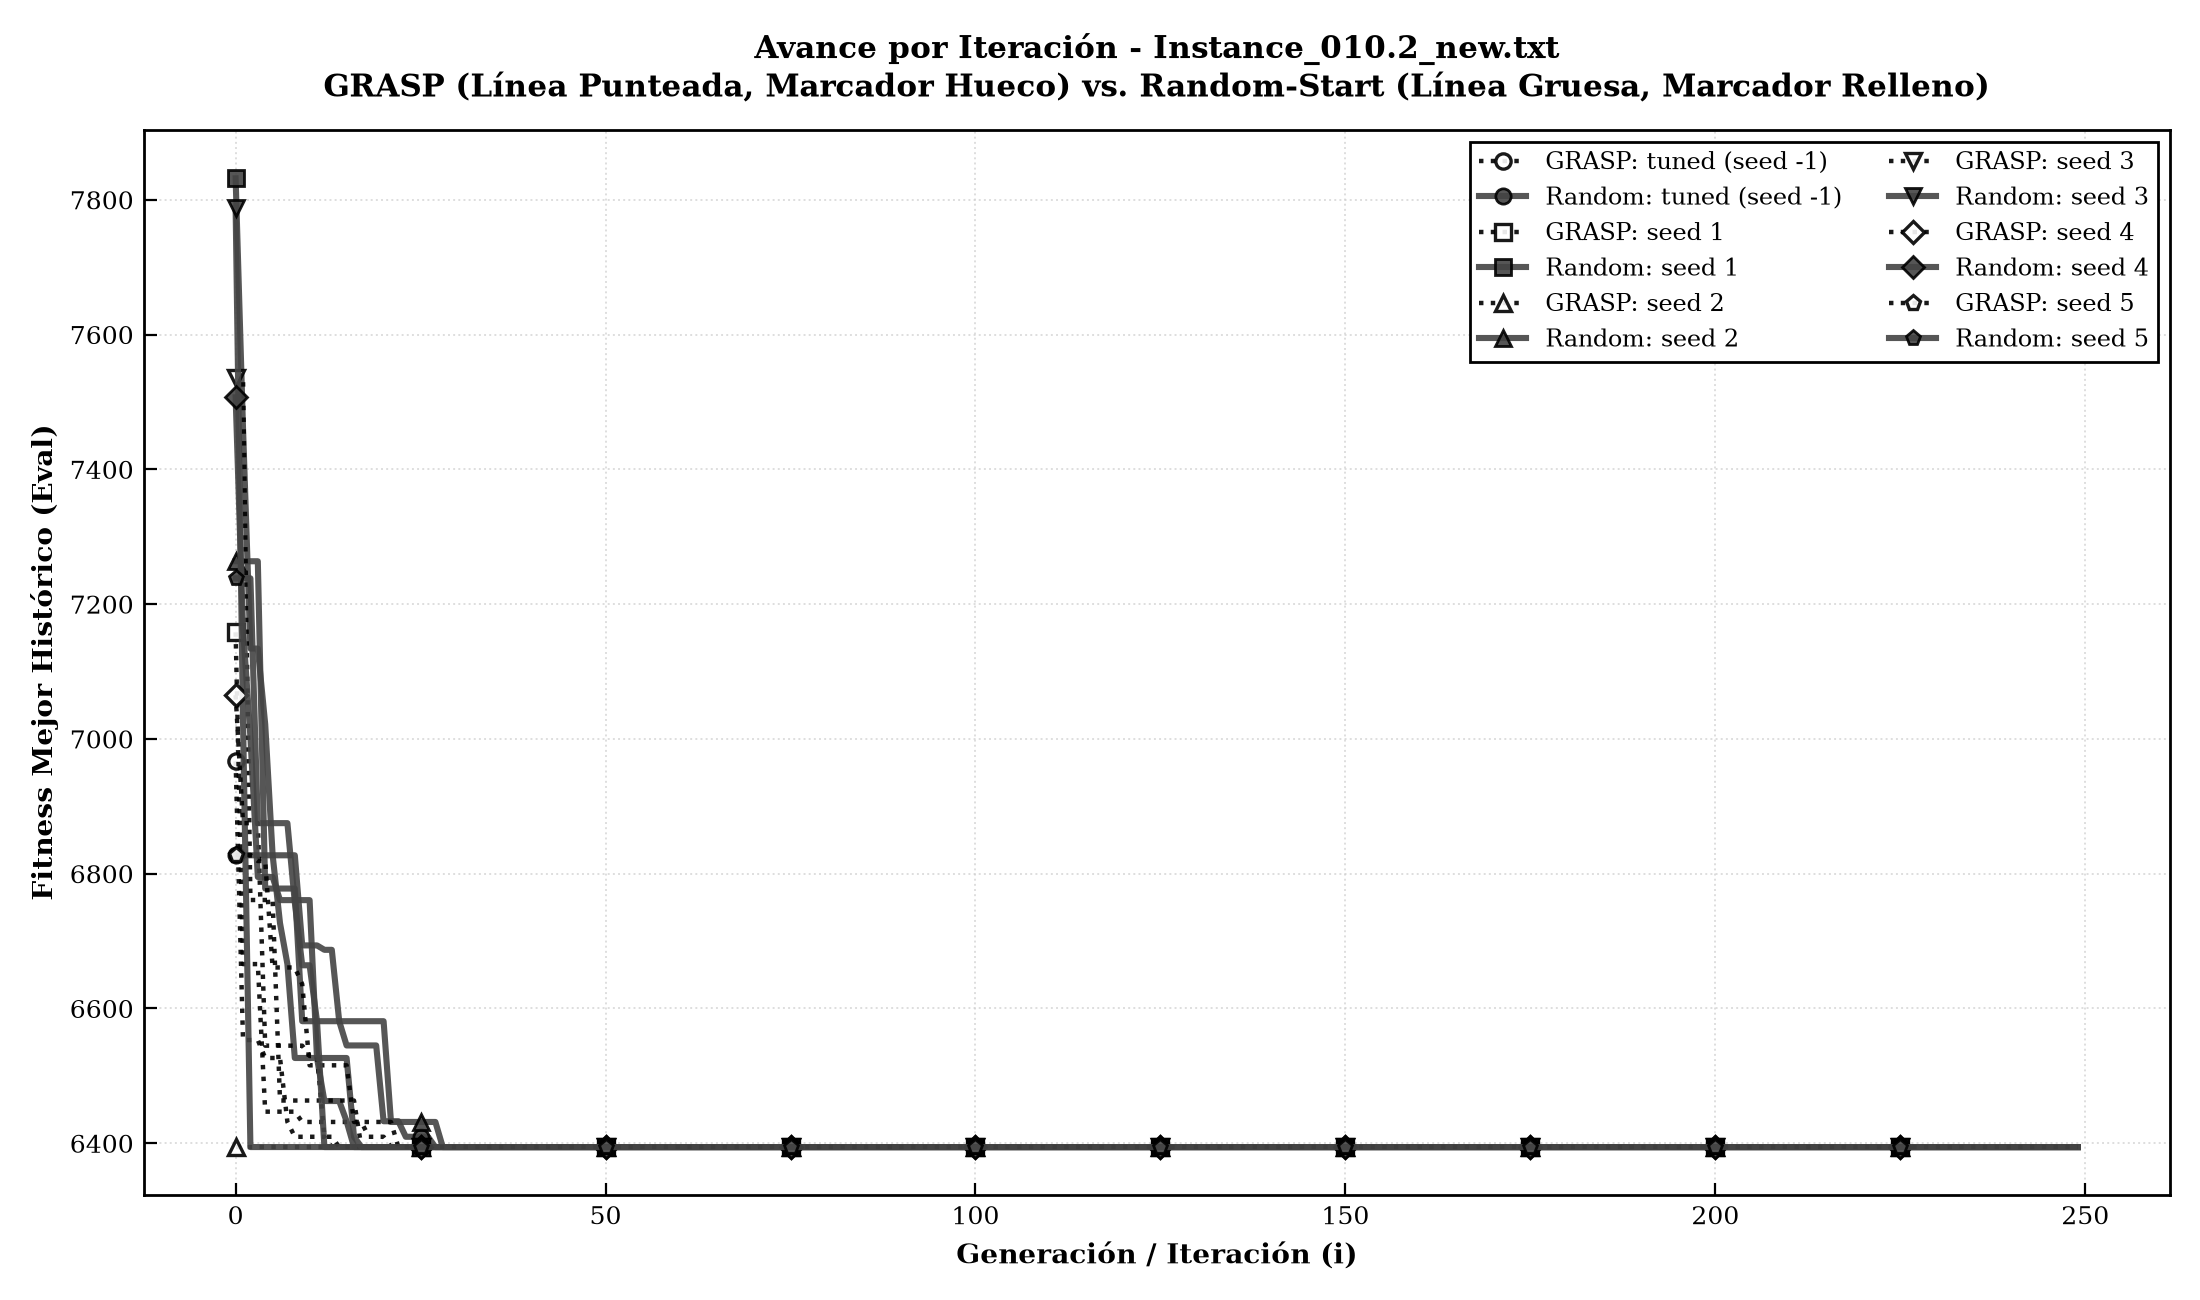 Avance por Iteración - Instance_010.2_new.txt
GRASP (Línea Punteada, Marcador Hueco) vs. Random-Start (Línea Gruesa, Marcador Relleno)
GRASP: tuned (seed -1)
Random: tuned (seed -1)
GRASP: seed 1
Random: seed 1
GRASP: seed 2
Random: seed 2
GRASP: seed 3
Random: seed 3
GRASP: seed 4
Random: seed 4
GRASP: seed 5
Random: seed 5
Fitness Mejor Histórico (Eval)
7800
7600
7400
7200
7000
6800
6600
6400
0 50 100 150 200 250
Generación / Iteración (i)